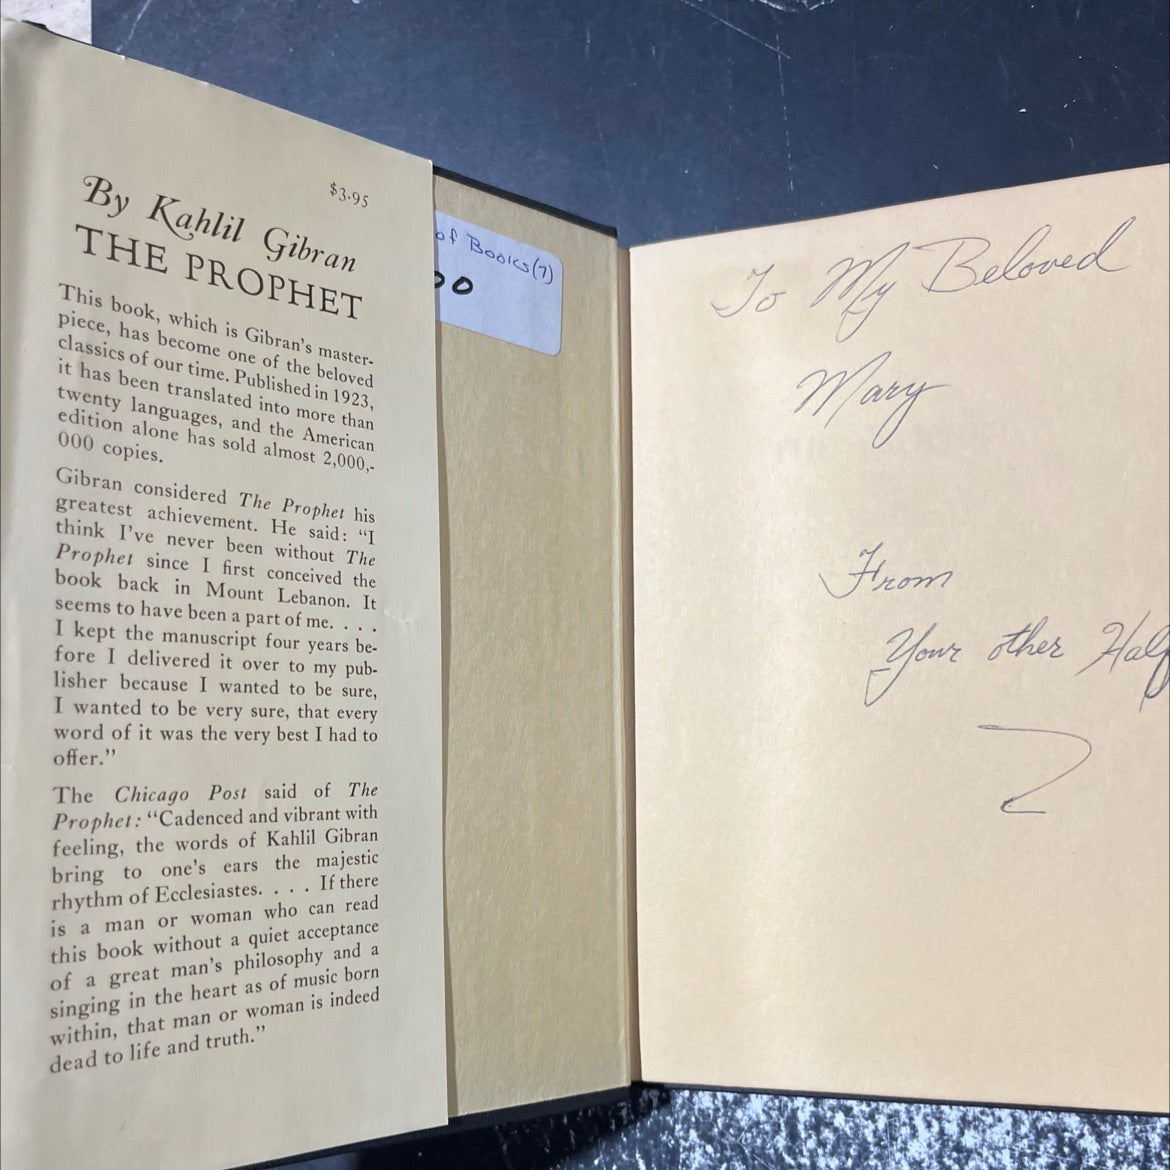 $3.95
By Kahlil Gibran
THE PROPHET
This book, which is Gibran's master-
piece, has become one of the beloved
classics of our time. Published in 1923,
it has been translated into more than
twenty languages, and the American
edition alone has sold almost 2,000,-
000 copies.
Gibran considered The Prophet his
greatest achievement. He said: "I
think I've never been without The
Prophet since I first conceived the
book back in Mount Lebanon. It
seems to have been a part of me. . . .
I kept the manuscript four years be-
fore I delivered it over to my pub-
lisher because I wanted to be sure,
I wanted to be very sure, that every
word of it was the very best I had to
offer."
The Chicago Post said of The
Prophet: "Cadenced and vibrant with
feeling, the words of Kahlil Gibran
bring to one's ears the majestic
rhythm of Ecclesiastes. . . . If there
is a man or woman who can read
this book without a quiet acceptance
of a great man's philosophy and a
singing in the heart as of music born
within, that man or woman is indeed
dead to life and truth."
of Books (7)
00
To My Beloved
Mary
From
Your other Half